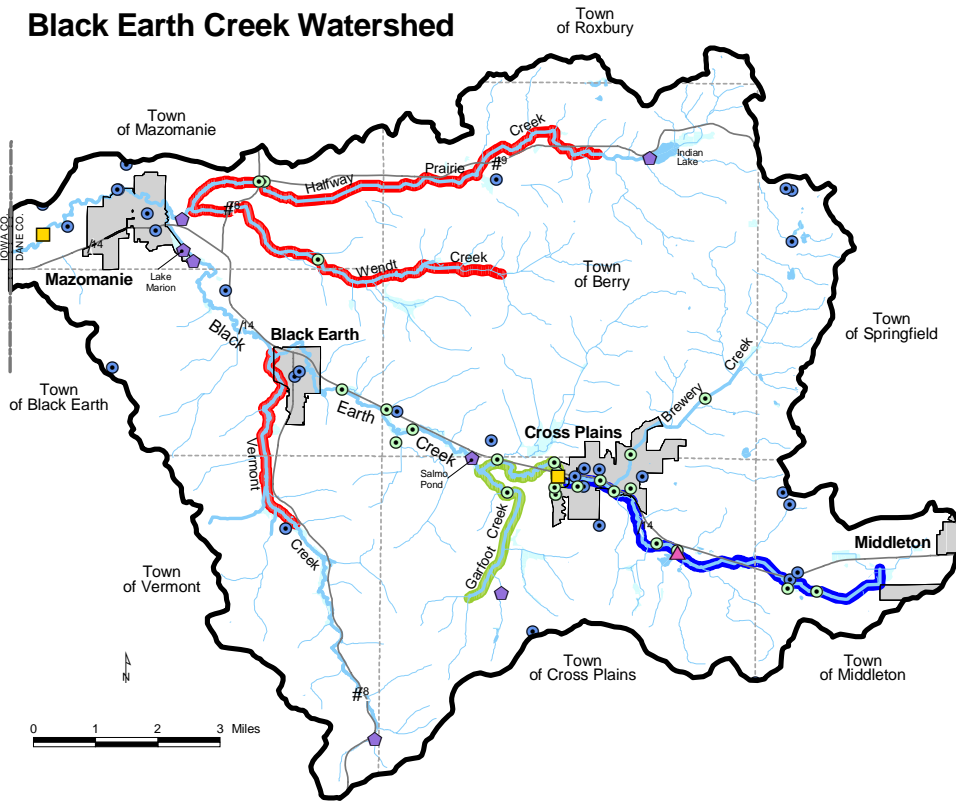 Black Earth Creek Watershed
Town
of Roxbury
Town
of Mazomanie
Creek
Prairie
Halfway
#19
Indian
Lake
#8
IOWA CO.
DANE CO.
14
Mazomanie
Lake
Marion
Wendt
Creek
Town
of Berry
Town
of Springfield
Black
14
Black Earth
Town
of Black Earth
Earth
Creek
Creek
Brewery
Cross Plains
Vermont
Salmo
Pond
14
Garfoot Creek
Middleton
Creek
Town
of Vermont
Town
of Cross Plains
Town
of Middleton
N
#78
0 1 2 3 Miles